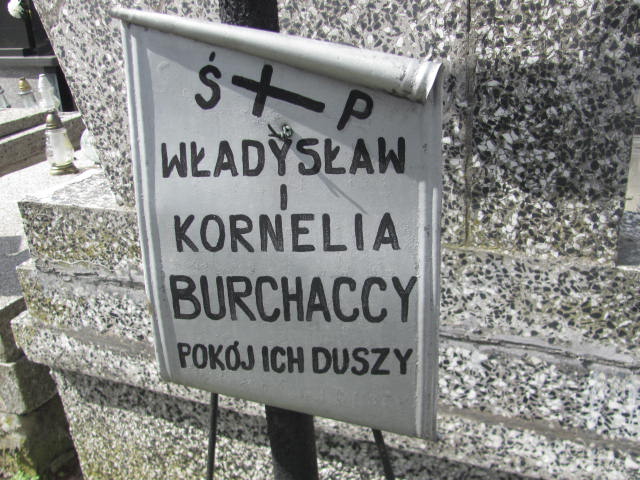 Ś P
WŁADYSŁAW
I
KORNELIA
BURCHACCY
POKÓJ ICH DUSZY